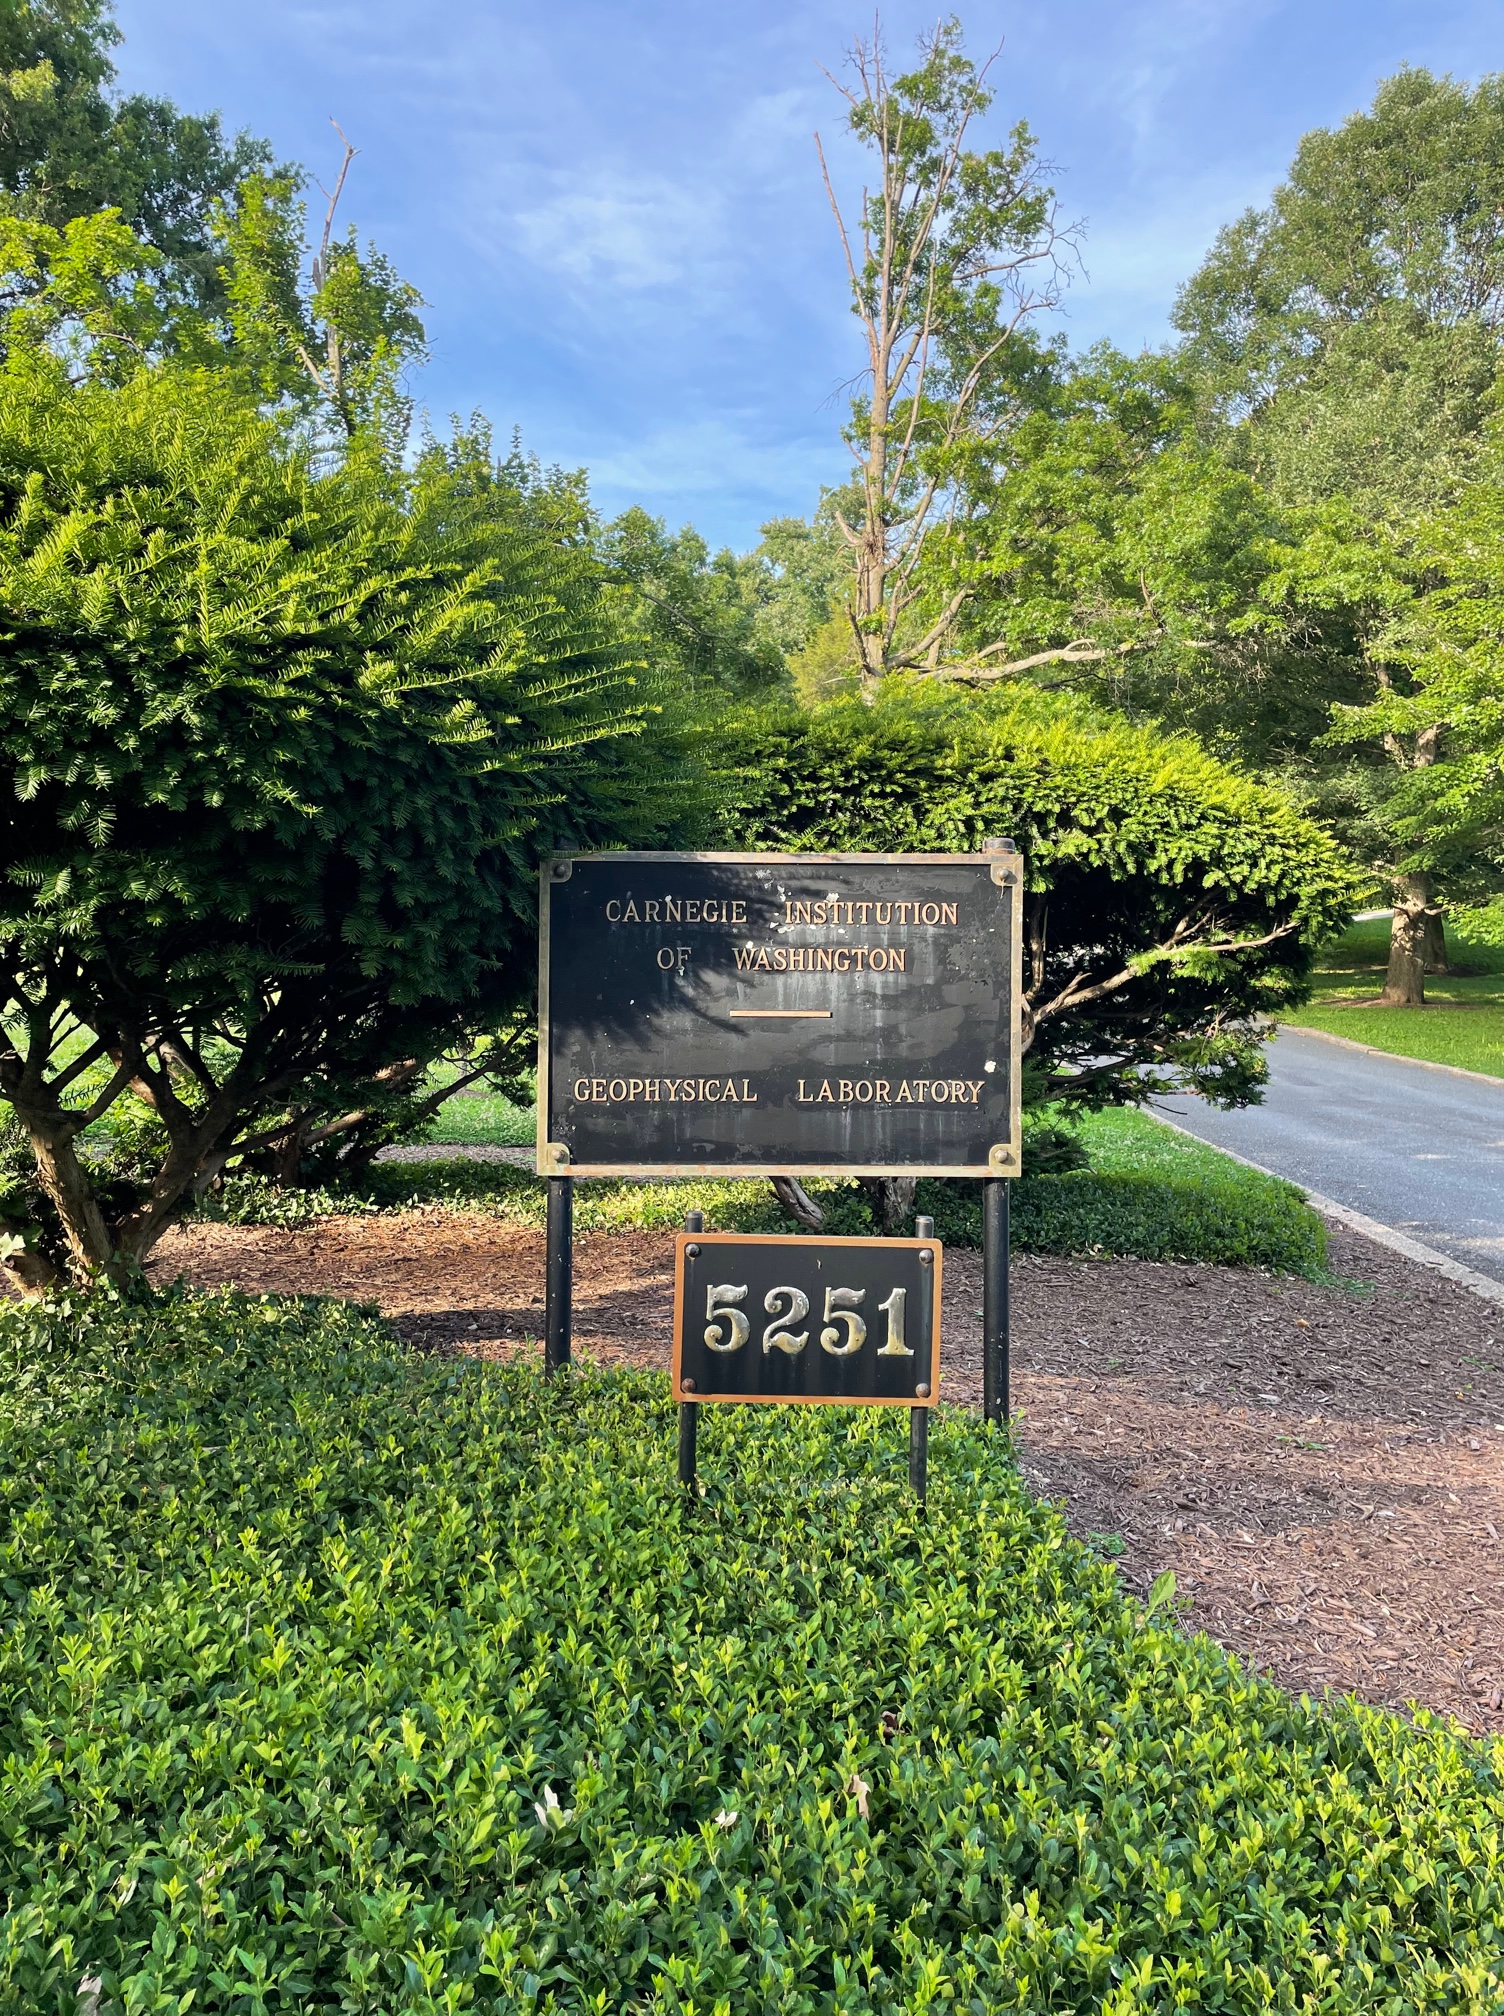 CARNEGIE INSTITUTION
OF WASHINGTON
GEOPHYSICAL LABORATORY
5251